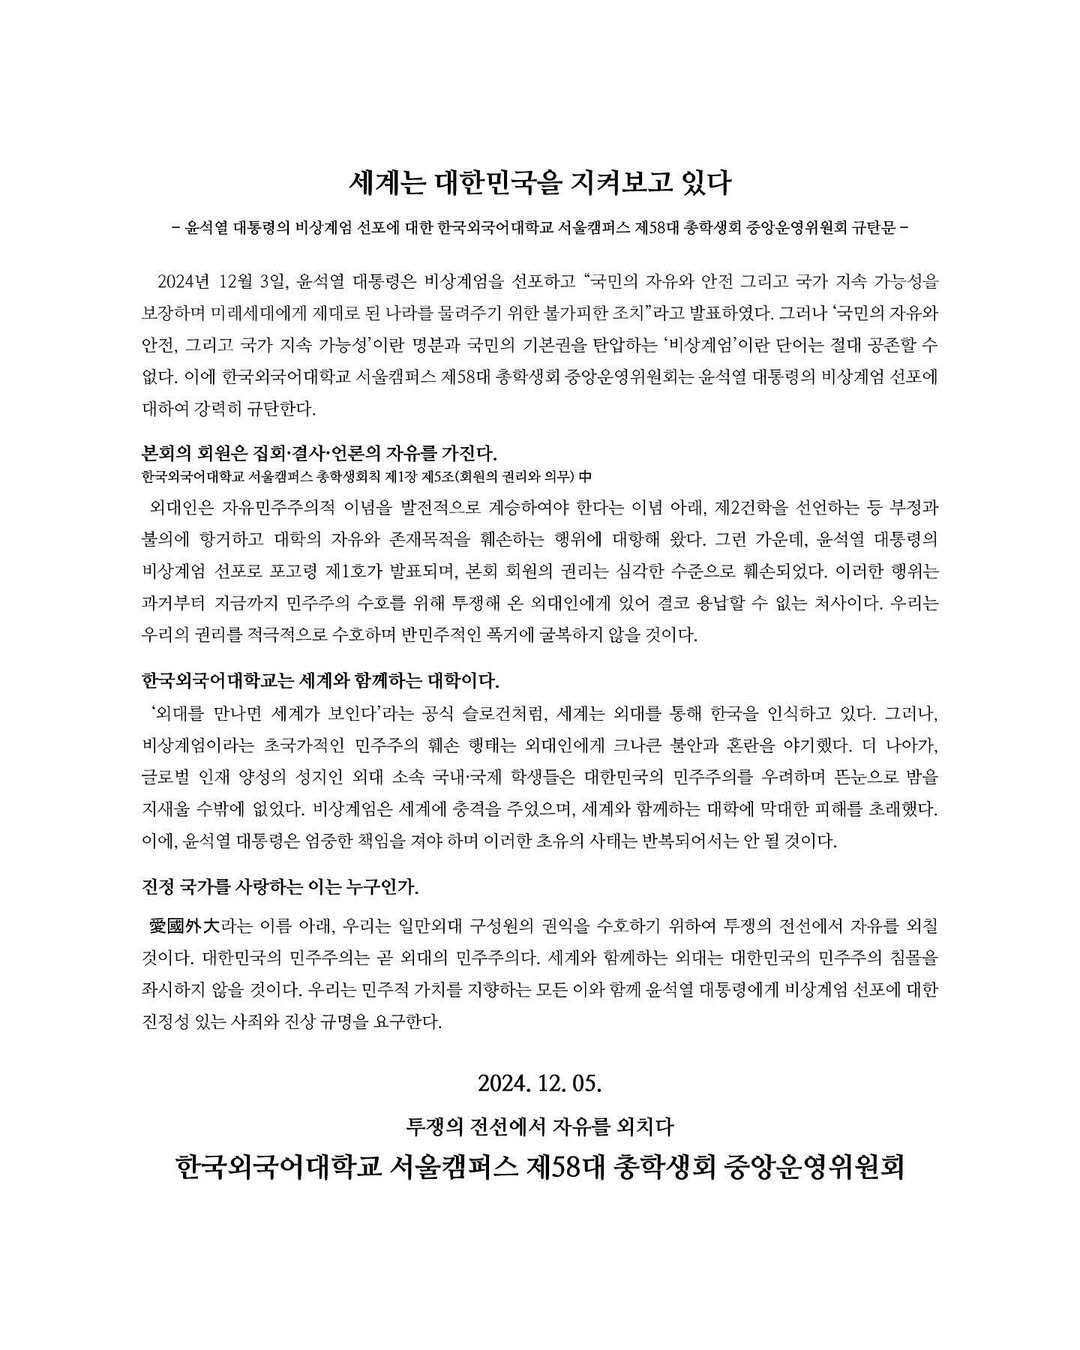 세계는 대한민국을 지켜보고 있다
– 윤석열 대통령의 비상계엄 선포에 대한 한국외국어대학교 서울캠퍼스 제58대 총학생회 중앙운영위원회 규탄문 –
2024년 12월 3일, 윤석열 대통령은 비상계엄을 선포하고 “국민의 자유와 안전 그리고 국가 지속 가능성을
보장하며 미래세대에게 제대로 된 나라를 물려주기 위한 불가피한 조치”라고 발표하였다. 그러나 ‘국민의 자유와
안전, 그리고 국가 지속 가능성’이란 명분과 국민의 기본권을 탄압하는 ‘비상계엄’이란 단어는 절대 공존할 수
없다. 이에 한국외국어대학교 서울캠퍼스 제58대 총학생회 중앙운영위원회는 윤석열 대통령의 비상계엄 선포에
대하여 강력히 규탄한다.
본회의 회원은 집회·결사·언론의 자유를 가진다.
한국외국어대학교 서울캠퍼스 총학생회칙 제1장 제5조(회원의 권리와 의무) 中
외대인은 자유민주주의적 이념을 발전적으로 계승하여야 한다는 이념 아래, 제2건학을 선언하는 등 부정과
불의에 항거하고 대학의 자유와 존재목적을 훼손하는 행위에 대항해 왔다. 그런 가운데, 윤석열 대통령의
비상계엄 선포로 포고령 제1호가 발표되며, 본회 회원의 권리는 심각한 수준으로 훼손되었다. 이러한 행위는
과거부터 지금까지 민주주의 수호를 위해 투쟁해 온 외대인에게 있어 결코 용납할 수 없는 처사이다. 우리는
우리의 권리를 적극적으로 수호하며 반민주적인 폭거에 굴복하지 않을 것이다.
한국외국어대학교는 세계와 함께하는 대학이다.
‘외대를 만나면 세계가 보인다’라는 공식 슬로건처럼, 세계는 외대를 통해 한국을 인식하고 있다. 그러나,
비상계엄이라는 초국가적인 민주주의 훼손 행태는 외대인에게 크나큰 불안과 혼란을 야기했다. 더 나아가,
글로벌 인재 양성의 성지인 외대 소속 국내·국제 학생들은 대한민국의 민주주의를 우려하며 뜬눈으로 밤을
지새울 수밖에 없었다. 비상계엄은 세계에 충격을 주었으며, 세계와 함께하는 대학에 막대한 피해를 초래했다.
이에, 윤석열 대통령은 엄중한 책임을 져야 하며 이러한 초유의 사태는 반복되어서는 안 될 것이다.
진정 국가를 사랑하는 이는 누구인가.
愛國外大라는 이름 아래, 우리는 일만외대 구성원의 권익을 수호하기 위하여 투쟁의 전선에서 자유를 외칠
것이다. 대한민국의 민주주의는 곧 외대의 민주주의다. 세계와 함께하는 외대는 대한민국의 민주주의 침몰을
좌시하지 않을 것이다. 우리는 민주적 가치를 지향하는 모든 이와 함께 윤석열 대통령에게 비상계엄 선포에 대한
진정성 있는 사죄와 진상 규명을 요구한다.
2024. 12. 05.
투쟁의 전선에서 자유를 외치다
한국외국어대학교 서울캠퍼스 제58대 총학생회 중앙운영위원회